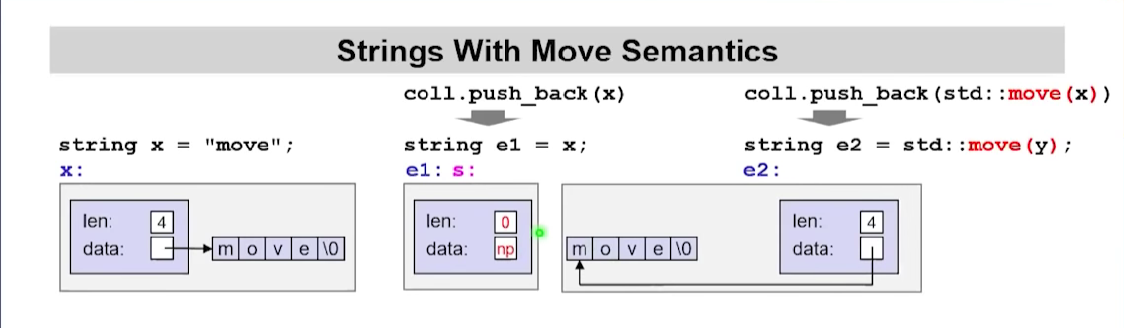 Strings With Move Semantics
coll.push_back(x)
coll.push_back(std::move(x))
string x = "move";
string e1 = x;
string e2 = std::move(y);
x:
e1: s:
e2:
len: 4
data:
m o v e \0
len: 0
data: np
m o v e \0
len: 4
data: